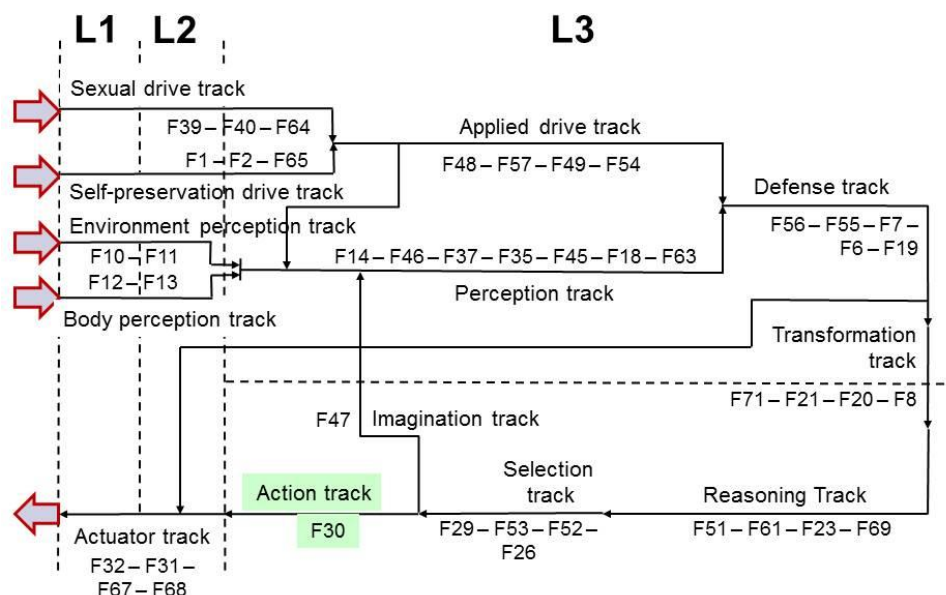 L1
L2
L3
Sexual drive track
F39 – F40 – F64
F1 – F2 – F65
Self-preservation drive track
Applied drive track
F48 – F57 – F49 – F54
Defense track
F56 – F55 – F7 –
F6 – F19
Environment perception track
F10 – F11
F12 – F13
Body perception track
F14 – F46 – F37 – F35 – F45 – F18 – F63
Perception track
Transformation
track
F71 – F21 – F20 – F8
F47
Imagination track
Action track
F30
Selection
track
F29 – F53 – F52 –
F26
Reasoning Track
F51 – F61 – F23 – F69
Actuator track
F32 – F31 –
F67 – F68